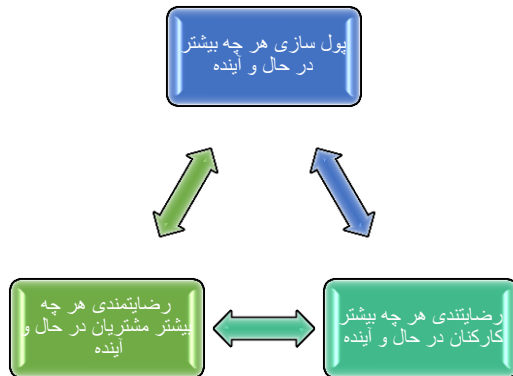 پول سازی هر چه بیشتر
در حال و آینده
رضایتمندی هر چه
بیشتر مشتریان در حال و
آینده
رضایتندی هر چه بیشتر
کارکنان در حال و آینده